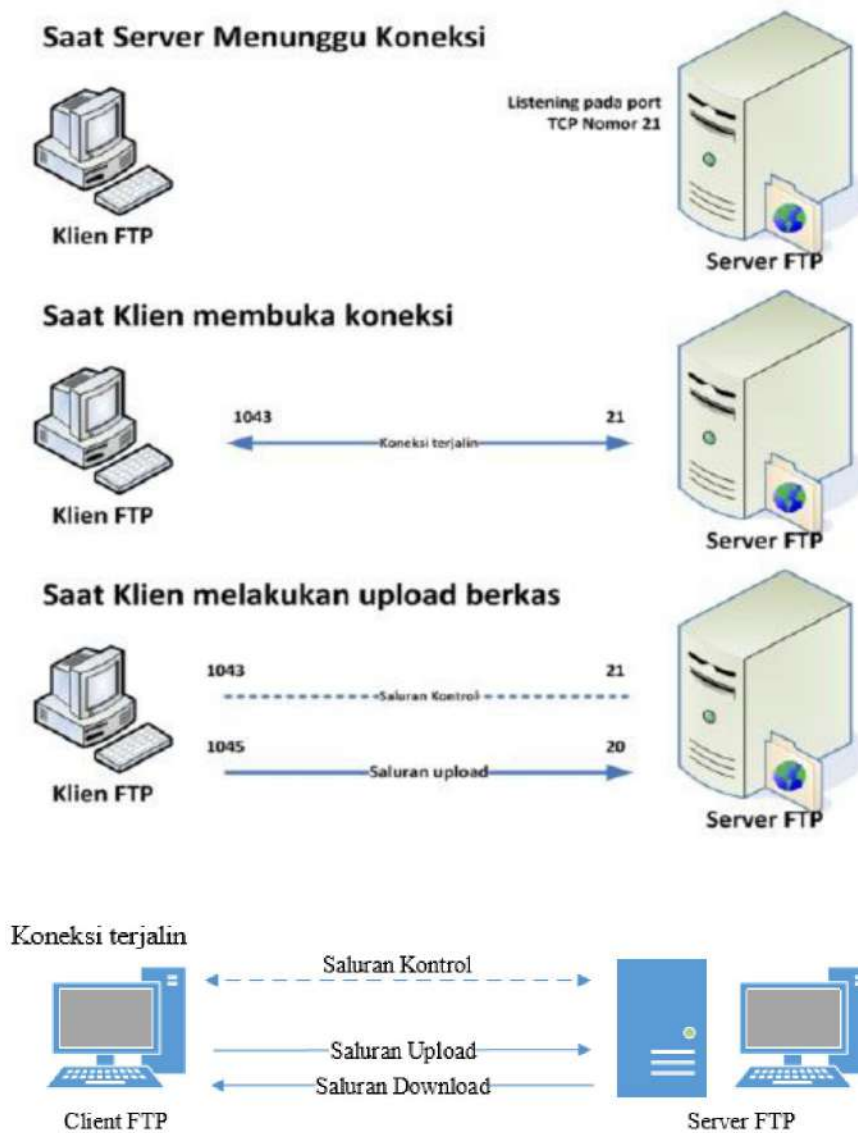 Saat Server Menunggu Koneksi
Listening pada port
TCP Nomor 21
Klien FTP
Server FTP
Saat Klien membuka koneksi
1043
21
Koneksi terjalin
Klien FTP
Server FTP
Saat Klien melakukan upload berkas
1043
21
Saluran Kontrol
1045
20
Saluran upload
Klien FTP
Server FTP
Koneksi terjalin
Saluran Kontrol
Saluran Upload
Saluran Download
Client FTP
Server FTP